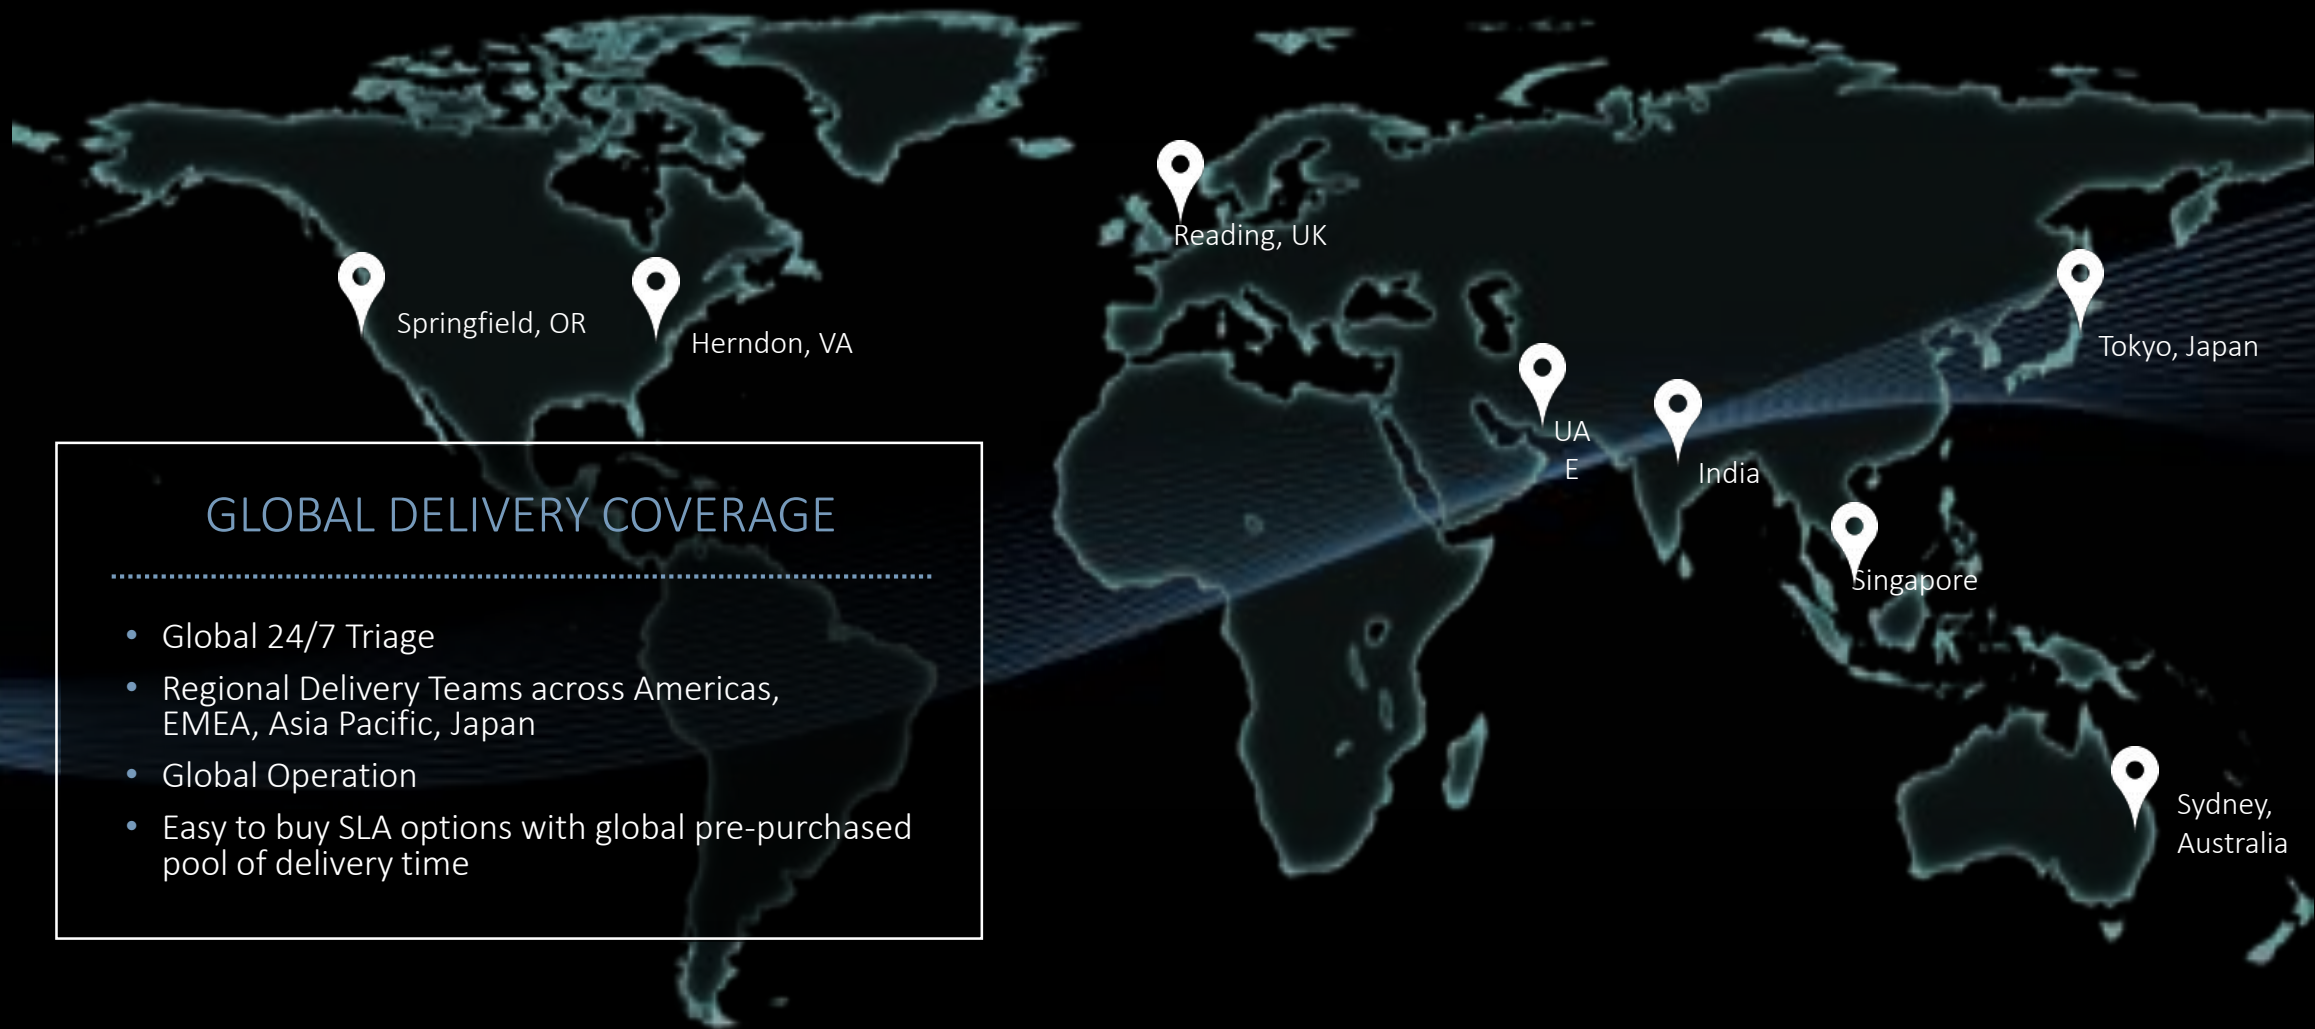 Reading, UK
Springfield, OR
Herndon, VA
Tokyo, Japan
UA
E
India
Singapore
Sydney,
Australia
GLOBAL DELIVERY COVERAGE
• Global 24/7 Triage
• Regional Delivery Teams across Americas,
EMEA, Asia Pacific, Japan
• Global Operation
• Easy to buy SLA options with global pre-purchased
pool of delivery time